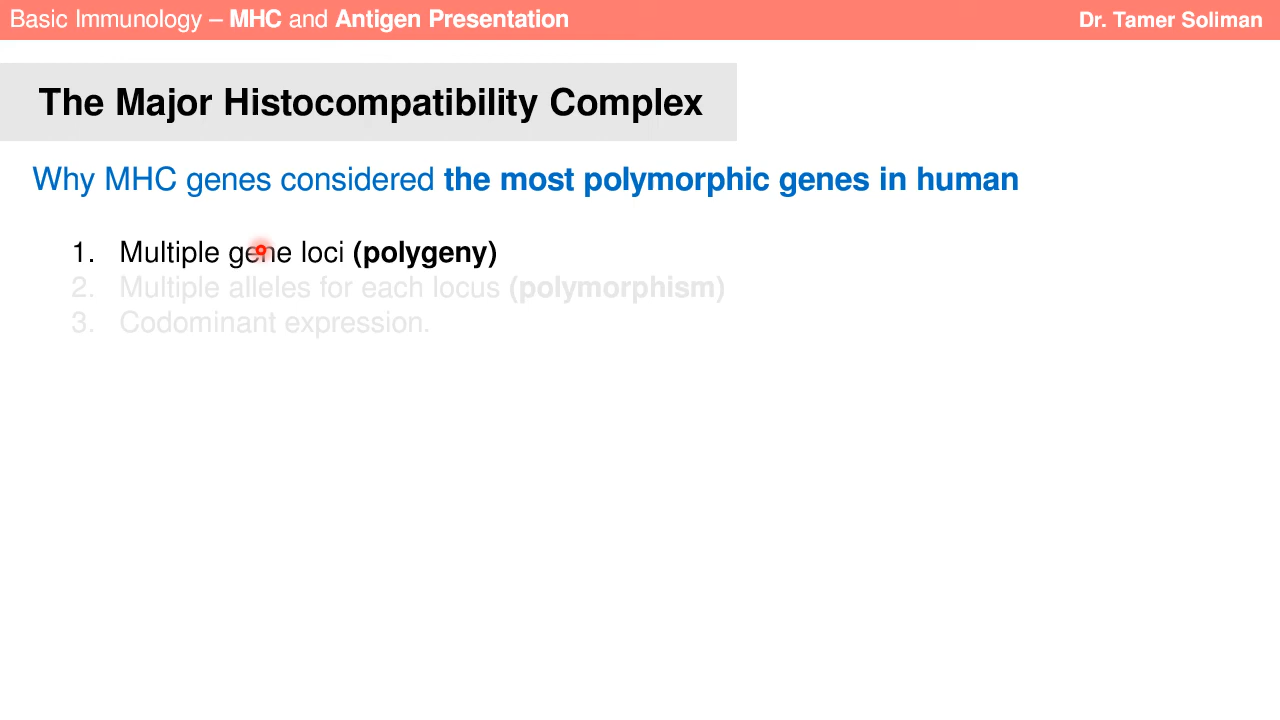 Basic Immunology – MHC and Antigen Presentation
Dr. Tamer Soliman
The Major Histocompatibility Complex
Why MHC genes considered the most polymorphic genes in human
1. Multiple gene loci (polygeny)
2. Multiple alleles for each locus (polymorphism)
3. Codominant expression.